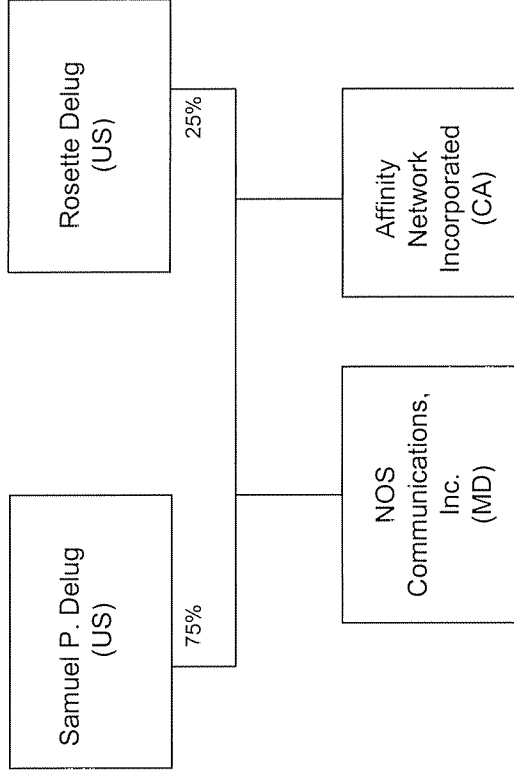 Samuel P. Delug
(US)
Rosette Delug
(US)
75%
25%
NOS
Communications,
Inc.
(MD)
Affinity
Network
Incorporated
(CA)